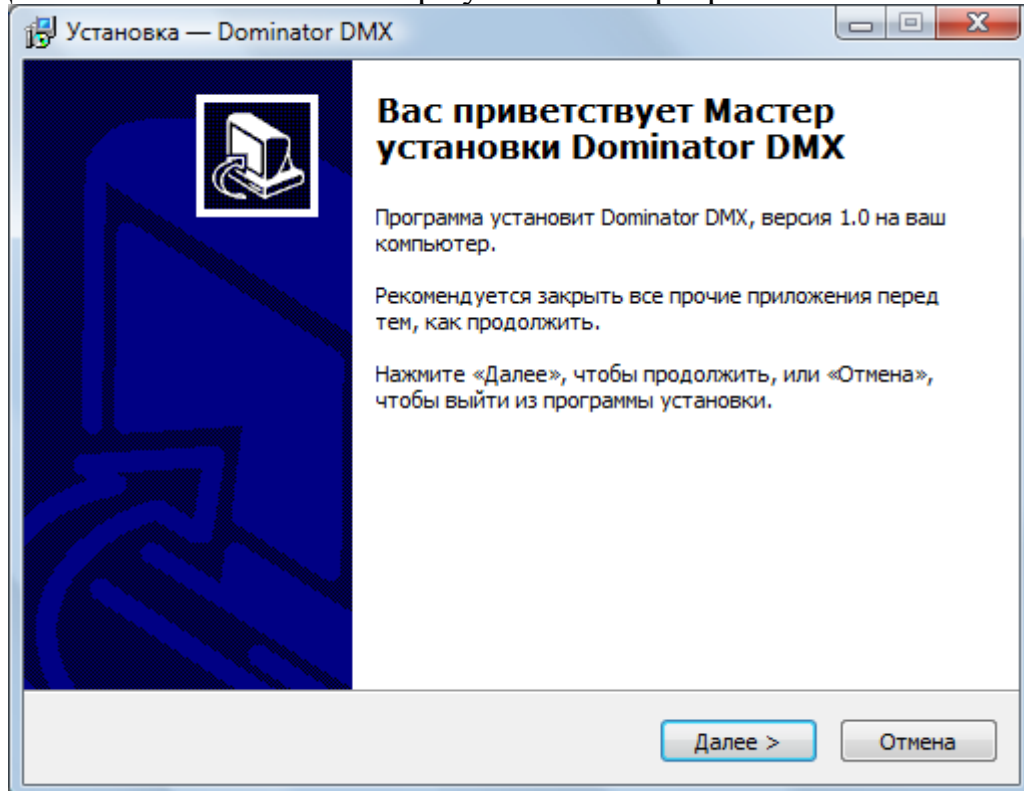 Установка — Dominator DMX
Вас приветствует Мастер
установки Dominator DMX
Программа установит Dominator DMX, версия 1.0 на ваш
компьютер.
Рекомендуется закрыть все прочие приложения перед
тем, как продолжить.
Нажмите «Далее», чтобы продолжить, или «Отмена»,
чтобы выйти из программы установки.
Далее >
Отмена